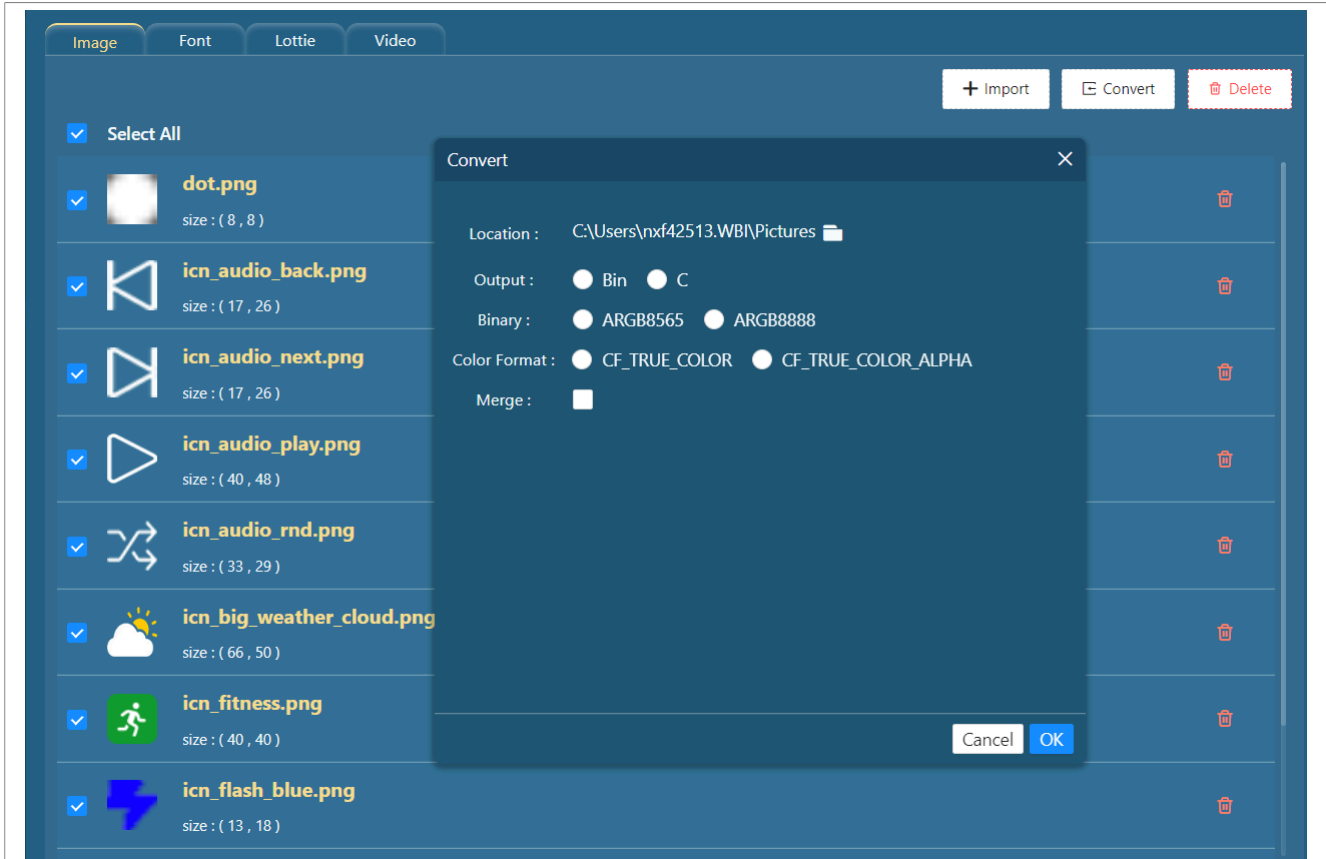 Image Font Lottie Video
Import Convert Delete
Select All
dot.png
size : ( 8 , 8 )
icn_audio_back.png
size : ( 17 , 26 )
icn_audio_next.png
size : ( 17 , 26 )
icn_audio_play.png
size : ( 40 , 48 )
icn_audio_rnd.png
size : ( 33 , 29 )
icn_big_weather_cloud.png
size : ( 66 , 50 )
icn_fitness.png
size : ( 40 , 40 )
icn_flash_blue.png
size : ( 13 , 18 )
Convert
Location : C:\Users\nxf42513.WBI\Pictures
Output : Bin C
Binary : ARGB8565 ARGB8888
Color Format : CF_TRUE_COLOR CF_TRUE_COLOR_ALPHA
Merge :
Cancel OK